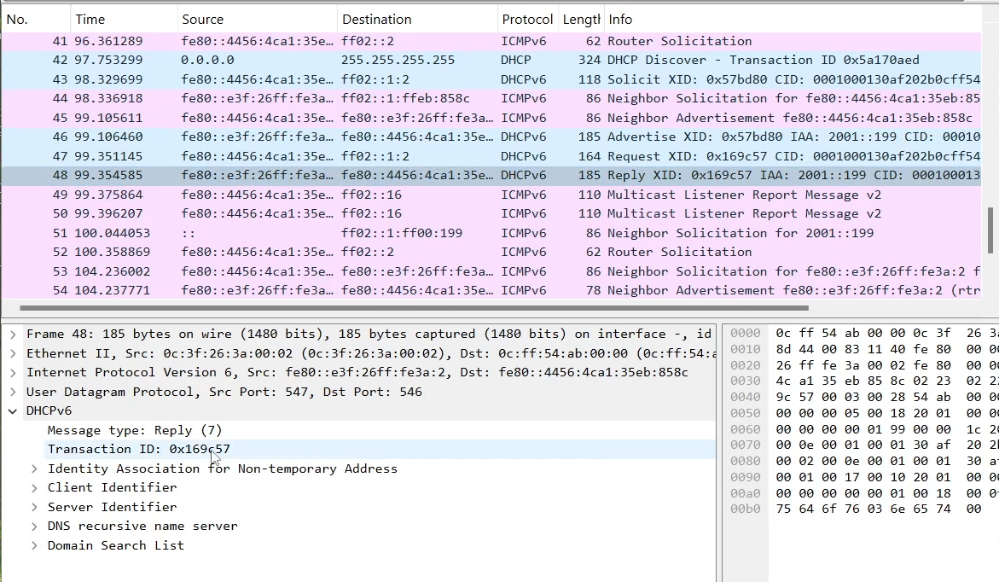 No. Time Source Destination Protocol Length Info
41 96.361289 fe80::4456:4ca1:35e… ff02::2 ICMPv6 62 Router Solicitation
42 97.753299 0.0.0.0 255.255.255.255 DHCP 324 DHCP Discover - Transaction ID 0x5a170aed
43 98.329699 fe80::4456:4ca1:35e… ff02::1:2 DHCPv6 118 Solicit XID: 0x57bd80 CID: 0001000130af202b0cff54
44 98.336918 fe80::e3f:26ff:fe3a… ff02::1:ffeb:858c ICMPv6 86 Neighbor Solicitation for fe80::4456:4ca1:35eb:85
45 99.105611 fe80::4456:4ca1:35e… fe80::e3f:26ff:fe3a… ICMPv6 86 Neighbor Advertisement fe80::4456:4ca1:35eb:858c
46 99.106460 fe80::e3f:26ff:fe3a… fe80::4456:4ca1:35e… DHCPv6 185 Advertise XID: 0x57bd80 IAA: 2001::199 CID: 00010
47 99.351145 fe80::4456:4ca1:35e… ff02::1:2 DHCPv6 164 Request XID: 0x169c57 CID: 0001000130af202b0cff54
48 99.354585 fe80::e3f:26ff:fe3a… fe80::4456:4ca1:35e… DHCPv6 185 Reply XID: 0x169c57 IAA: 2001::199 CID: 000100013
49 99.375864 fe80::4456:4ca1:35e… ff02::16 ICMPv6 110 Multicast Listener Report Message v2
50 99.396207 fe80::4456:4ca1:35e… ff02::16 ICMPv6 110 Multicast Listener Report Message v2
51 100.044053 :: ff02::1:ff00:199 ICMPv6 86 Neighbor Solicitation for 2001::199
52 100.358869 fe80::4456:4ca1:35e… ff02::2 ICMPv6 62 Router Solicitation
53 104.236002 fe80::4456:4ca1:35e… fe80::e3f:26ff:fe3a… ICMPv6 86 Neighbor Solicitation for fe80::e3f:26ff:fe3a:2 f
54 104.237771 fe80::e3f:26ff:fe3a… fe80::4456:4ca1:35e… ICMPv6 78 Neighbor Advertisement fe80::e3f:26ff:fe3a:2 (rtr
Frame 48: 185 bytes on wire (1480 bits), 185 bytes captured (1480 bits) on interface -, id
Ethernet II, Src: 0c:3f:26:3a:00:02 (0c:3f:26:3a:00:02), Dst: 0c:ff:54:ab:00:00 (0c:ff:54:a
Internet Protocol Version 6, Src: fe80::e3f:26ff:fe3a:2, Dst: fe80::4456:4ca1:35eb:858c
User Datagram Protocol, Src Port: 547, Dst Port: 546
DHCPv6
Message type: Reply (7)
Transaction ID: 0x169c57
Identity Association for Non-temporary Address
Client Identifier
Server Identifier
DNS recursive name server
Domain Search List
0000 0c ff 54 ab 00 00 0c 3f 26 3a
0010 8d 44 00 83 11 40 fe 80 00 00
0020 26 ff fe 3a 00 02 fe 80 00 00
0030 4c a1 35 eb 85 8c 02 23 02 22
0040 9c 57 00 03 00 28 54 ab 00 00
0050 00 00 00 05 00 18 20 01 00 00
0060 00 00 00 00 01 99 00 00 1c 20
0070 00 0e 00 01 00 01 30 af 20 2b
0080 00 02 00 0e 00 01 00 01 30 af
0090 00 01 00 17 00 10 20 01 00 00
00a0 00 00 00 00 00 01 00 18 00 0f
00b0 75 64 6f 76 03 6e 65 74 00